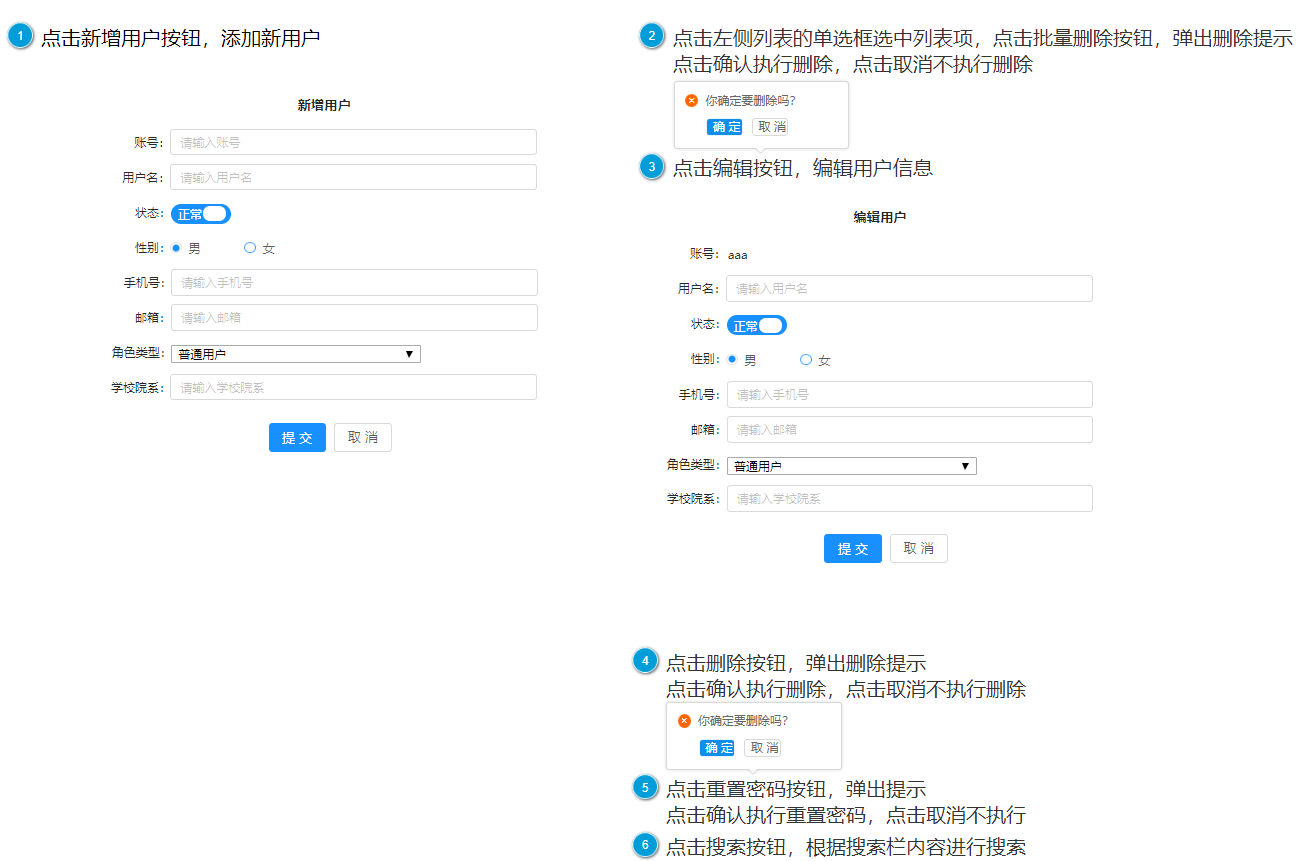 1 点击新增用户按钮，添加新用户
新增用户
账号： 请输入账号
用户名： 请输入用户名
状态： 正常
性别： 男 女
手机号： 请输入手机号
邮箱： 请输入邮箱
角色类型： 普通用户 ▼
学校院系： 请输入学校院系
提 交 取 消
2 点击左侧列表的单选框选中列表项，点击批量删除按钮，弹出删除提示
点击确认执行删除，点击取消不执行删除
你确定要删除吗?
确 定 取 消
3 点击编辑按钮，编辑用户信息
编辑用户
账号： aaa
用户名： 请输入用户名
状态： 正常
性别： 男 女
手机号： 请输入手机号
邮箱： 请输入邮箱
角色类型： 普通用户 ▼
学校院系： 请输入学校院系
提 交 取 消
4 点击删除按钮，弹出删除提示
点击确认执行删除，点击取消不执行删除
你确定要删除吗?
确 定 取 消
5 点击重置密码按钮，弹出提示
点击确认执行重置密码，点击取消不执行
6 点击搜索按钮，根据搜索栏内容进行搜索